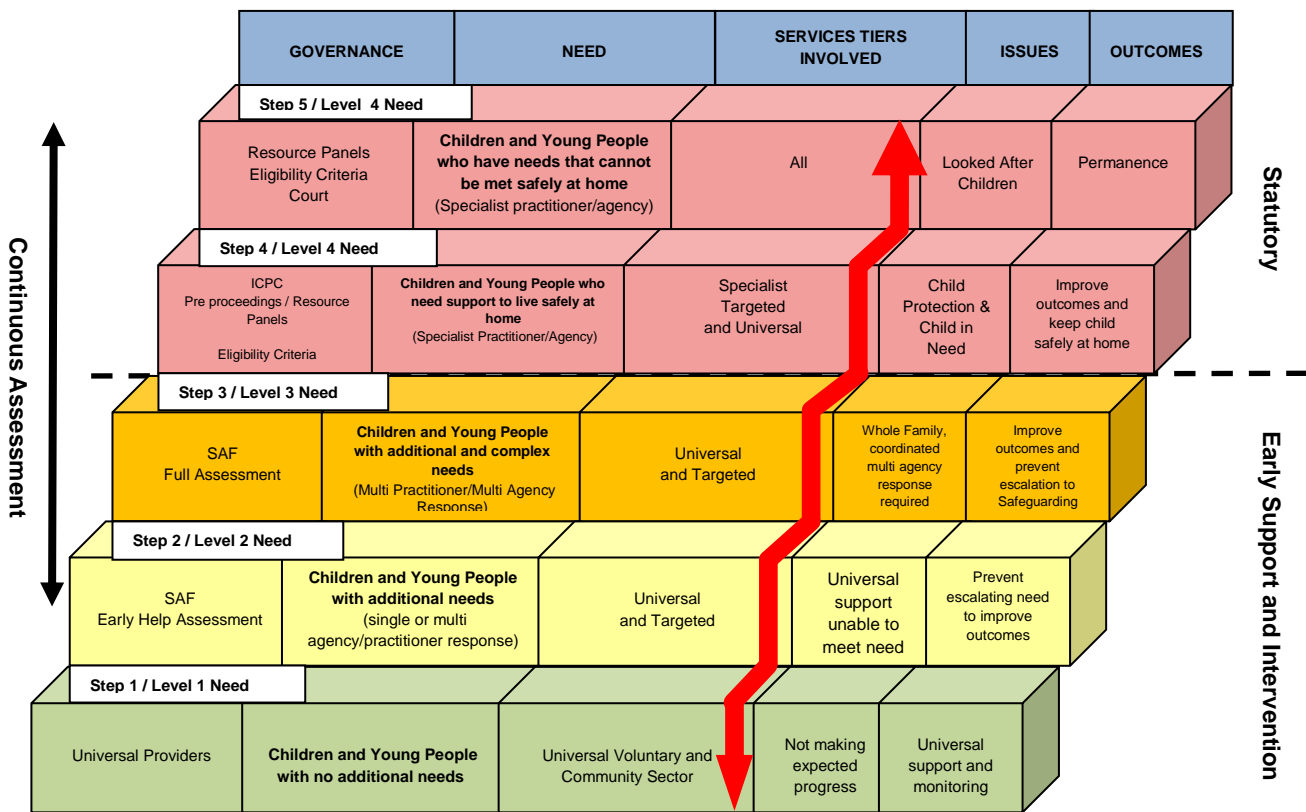 GOVERNANCE
NEED
SERVICES TIERS
INVOLVED
ISSUES
OUTCOMES
Step 5 / Level 4 Need
Resource Panels
Eligibility Criteria
Court
Children and Young People
who have needs that cannot
be met safely at home
(Specialist practitioner/agency)
All
Looked After
Children
Permanence
Step 4 / Level 4 Need
ICPC
Pre proceedings / Resource
Panels
Eligibility Criteria
Children and Young People who
need support to live safely at
home
(Specialist Practitioner/Agency)
Specialist
Targeted
and Universal
Child
Protection &
Child in
Need
Improve
outcomes and
keep child
safely at home
Step 3 / Level 3 Need
SAF
Full Assessment
Children and Young People
with additional and complex
needs
(Multi Practitioner/Multi Agency
Response)
Universal
and Targeted
Whole Family,
coordinated
multi agency
response
required
Improve
outcomes and
prevent
escalation to
Safeguarding
Step 2 / Level 2 Need
SAF
Early Help Assessment
Children and Young People
with additional needs
(single or multi
agency/practitioner response)
Universal
and Targeted
Universal
support
unable to
meet need
Prevent
escalating need
to improve
outcomes
Step 1 / Level 1 Need
Universal Providers
Children and Young People
with no additional needs
Universal Voluntary and
Community Sector
Not making
expected
progress
Universal
support and
monitoring
Continuous Assessment
Statutory
Early Support and Intervention